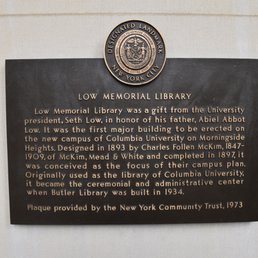 DESIGNATED LANDMARK
NEW YORK CITY
LOW MEMORIAL LIBRARY
Low Memorial Library was a gift from the University
president, Seth Low, in honor of his father, Abiel Abbot
Low. It was the first major building to be erected on
the new campus of Columbia University on Morningside
Heights. Designed in 1893 by Charles Follen McKim, 1847-
1909, of McKim, Mead & White and completed in 1897, it
was conceived as the focus of their campus plan.
Originally used as the library of Columbia University,
it became the ceremonial and administrative center
when Butler Library was built in 1934.
Plaque provided by the New York Community Trust, 1973